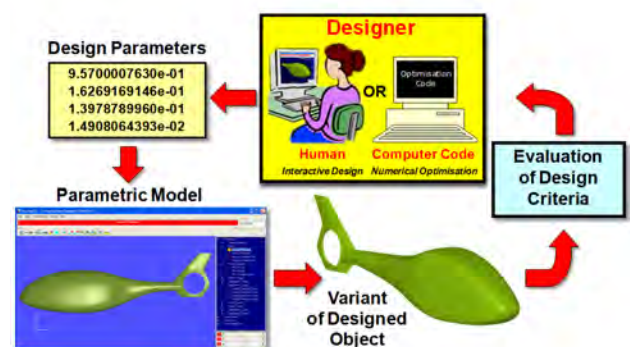 Designer
Design Parameters
9.5700007630e-01
1.6269169146e-01
1.3978789960e-01
1.4908064393e-02
Optimisation
Code
OR
Human
Computer Code
Interactive Design
Numerical Optimisation
Evaluation
of Design
Criteria
Parametric Model
Variant
of Designed
Object